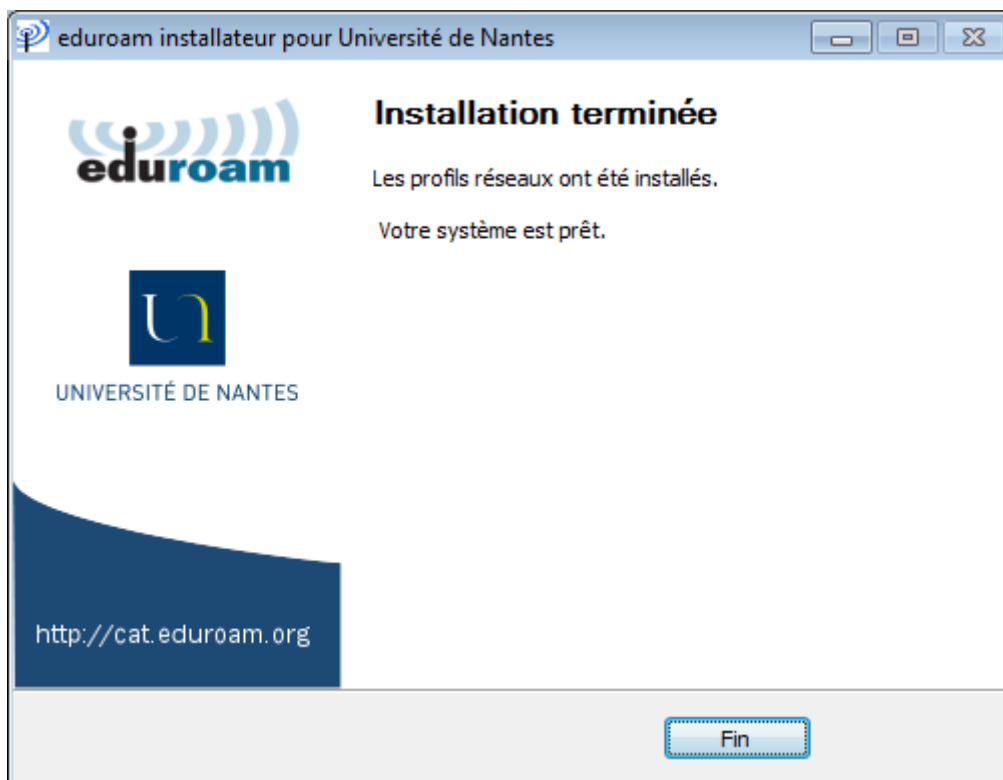 eduroam installateur pour Université de Nantes
eduroam
Installation terminée
Les profils réseaux ont été installés.
Votre système est prêt.
UNIVERSITÉ DE NANTES
http://cat.eduroam.org
Fin